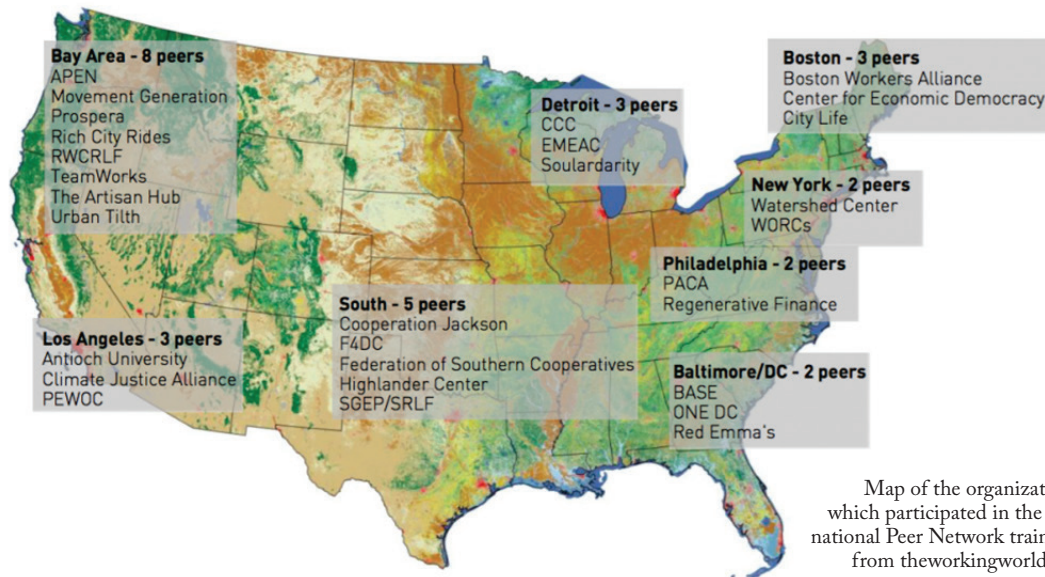 Bay Area - 8 peers
APEN
Movement Generation
Prospera
Rich City Rides
RWCRLF
TeamWorks
The Artisan Hub
Urban Tilth
Los Angeles - 3 peers
Antioch University
Climate Justice Alliance
PEWOC
South - 5 peers
Cooperation Jackson
F4DC
Federation of Southern Cooperatives
Highlander Center
SGEP/SRLF
Detroit - 3 peers
CCC
EMEAC
Soulardarity
Boston - 3 peers
Boston Workers Alliance
Center for Economic Democracy
City Life
New York - 2 peers
Watershed Center
WORCs
Philadelphia - 2 peers
PACA
Regenerative Finance
Baltimore/DC - 2 peers
BASE
ONE DC
Red Emma's
Map of the organizat
which participated in the
national Peer Network train
from theworkingworld